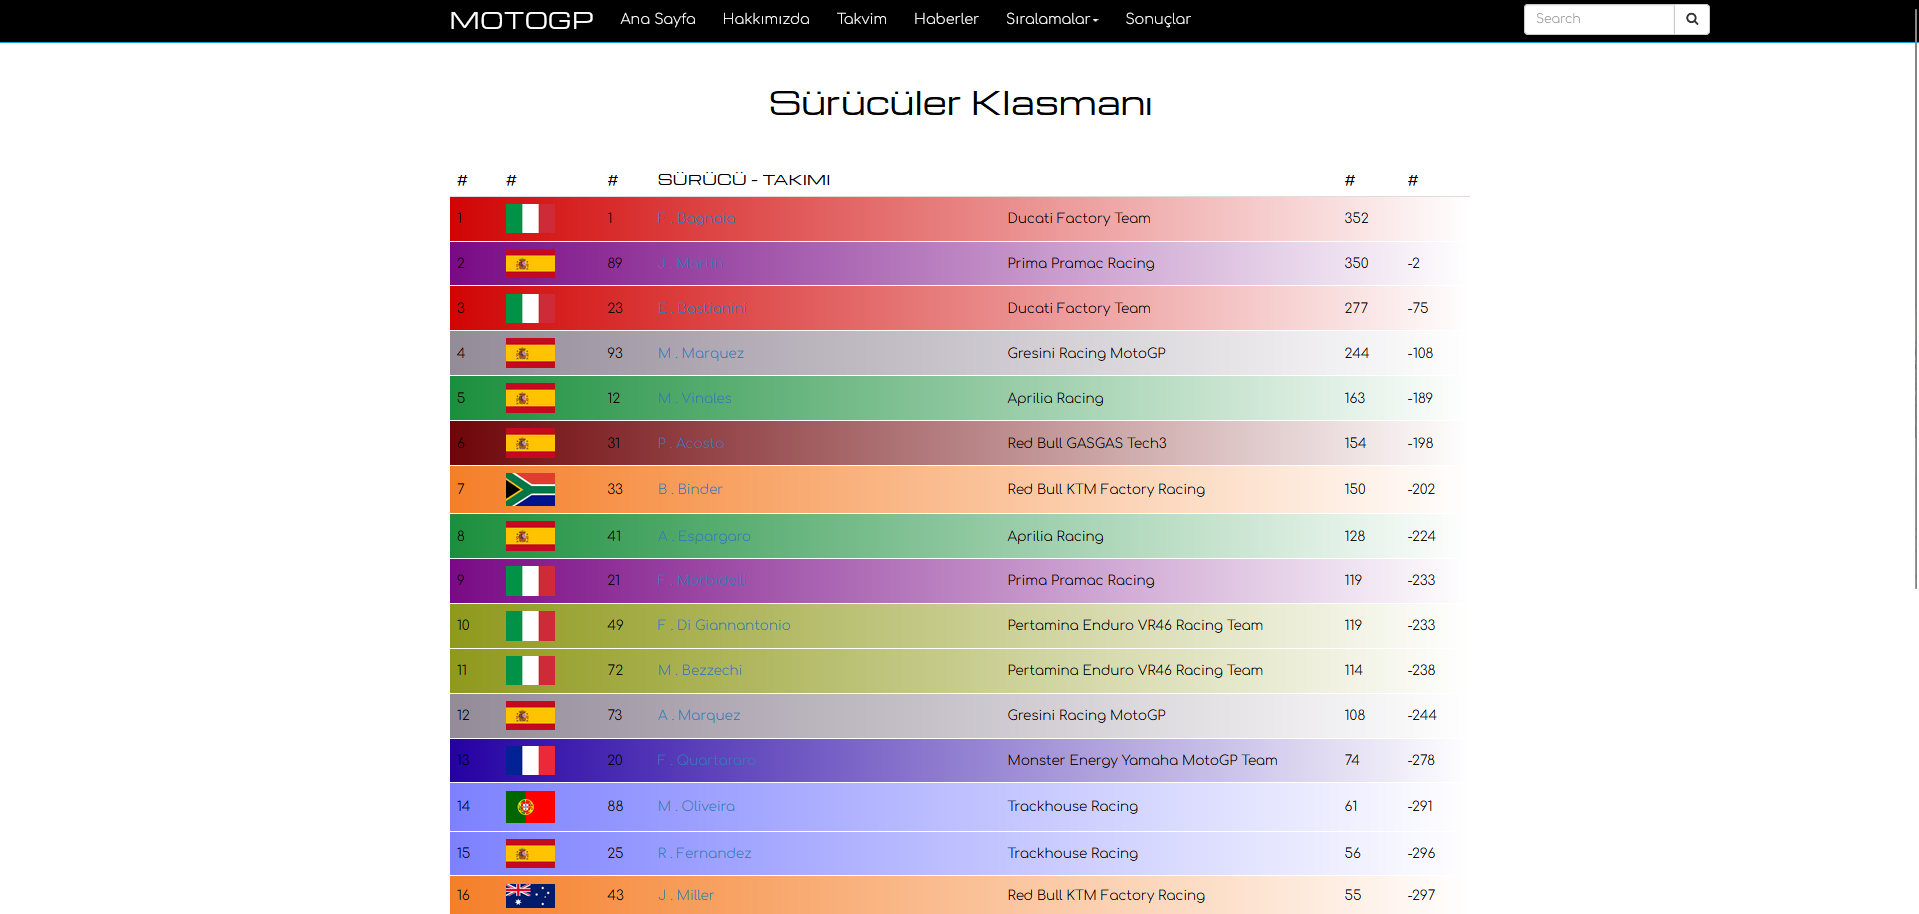 MOTOGP Ana Sayfa Hakkımızda Takvim Haberler Sıralamalar Sonuçlar Search
Sürücüler Klasmanı
# # # SÜRÜCÜ - TAKIMI # #
1 1 F . Bagnaia Ducati Factory Team 352
2 89 J . Martin Prima Pramac Racing 350 -2
3 23 E . Bastianini Ducati Factory Team 277 -75
4 93 M . Marquez Gresini Racing MotoGP 244 -108
5 12 M . Vinales Aprilia Racing 163 -189
6 31 P . Acosta Red Bull GASGAS Tech3 154 -198
7 33 B . Binder Red Bull KTM Factory Racing 150 -202
8 41 A . Espargaro Aprilia Racing 128 -224
9 21 F . Morbidelli Prima Pramac Racing 119 -233
10 49 F . Di Giannantonio Pertamina Enduro VR46 Racing Team 119 -233
11 72 M . Bezzechi Pertamina Enduro VR46 Racing Team 114 -238
12 73 A . Marquez Gresini Racing MotoGP 108 -244
13 20 F . Quartararo Monster Energy Yamaha MotoGP Team 74 -278
14 88 M . Oliveira Trackhouse Racing 61 -291
15 25 R . Fernandez Trackhouse Racing 56 -296
16 43 J . Miller Red Bull KTM Factory Racing 55 -297